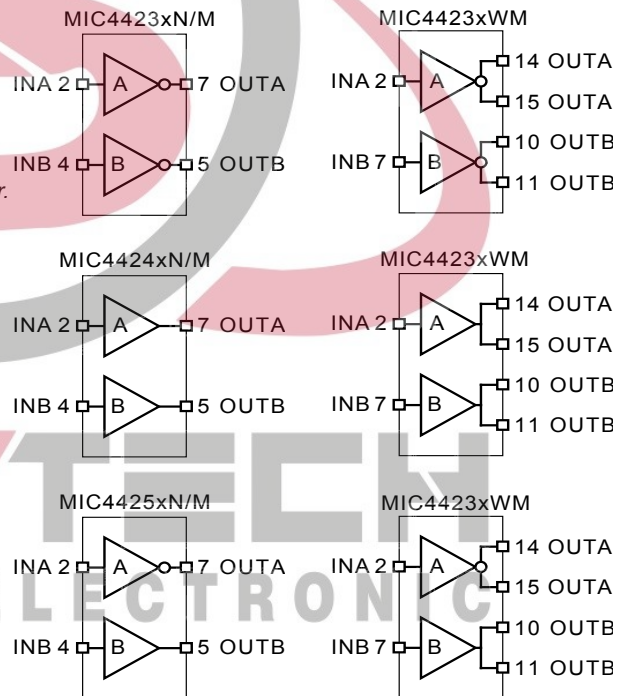 MIC4423xN/M
INA 2 A 7 OUTA
INB 4 B 5 OUTB
MIC4423xWM
INA 2 A 14 OUTA
15 OUTA
INB 7 B 10 OUTB
11 OUTB
r.
MIC4424xN/M
INA 2 A 7 OUTA
INB 4 B 5 OUTB
MIC4423xWM
INA 2 A 14 OUTA
15 OUTA
INB 7 B 10 OUTB
11 OUTB
MIC4425xN/M
INA 2 A 7 OUTA
INB 4 B 5 OUTB
MIC4423xWM
INA 2 A 14 OUTA
15 OUTA
INB 7 B 10 OUTB
11 OUTB
TECH
ELECTRONIC